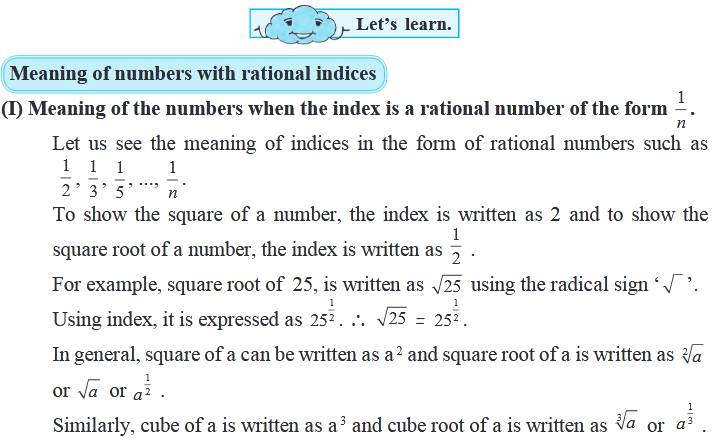 Let's learn.
Meaning of numbers with rational indices
(I) Meaning of the numbers when the index is a rational number of the form 1/n.
Let us see the meaning of indices in the form of rational numbers such as
1/2, 1/3, 1/5, ..., 1/n.
To show the square of a number, the index is written as 2 and to show the
square root of a number, the index is written as 1/2 .
For example, square root of 25, is written as √25 using the radical sign ‘√ ’.
Using index, it is expressed as 25^(1/2). ∴ √25 = 25^(1/2).
In general, square of a can be written as a² and square root of a is written as ²√a
or √a or a^(1/2) .
Similarly, cube of a is written as a³ and cube root of a is written as ³√a or a^(1/3) .